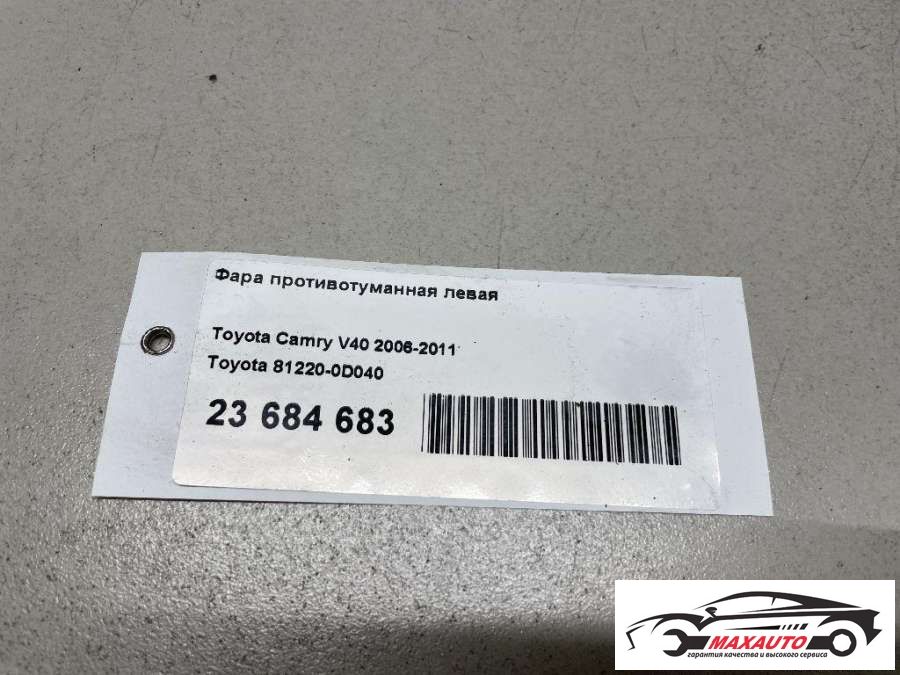 Фара противотуманная левая
Toyota Camry V40 2006-2011
Toyota 81220-0D040
23 684 683
MAXAUTO
гарантия качества и высокого сервиса